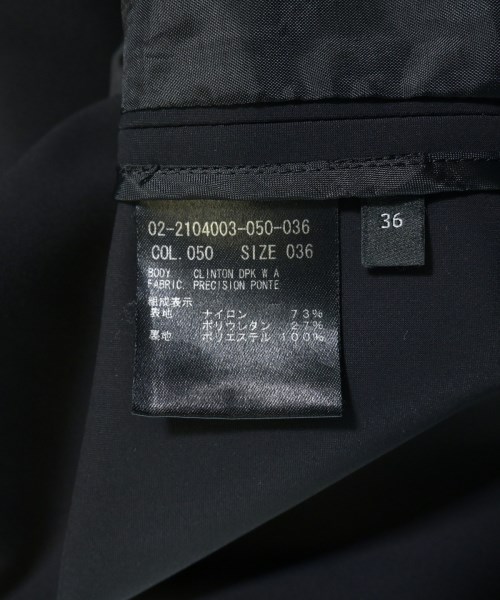 02-2104003-050-036
COL. 050 SIZE 036
BODY CLINTON DPK W A
FABRIC. PRECISION PONTE
組成表示
表地 ナイロン 73%
ポリウレタン 27%
裏地 ポリエステル 100%
36